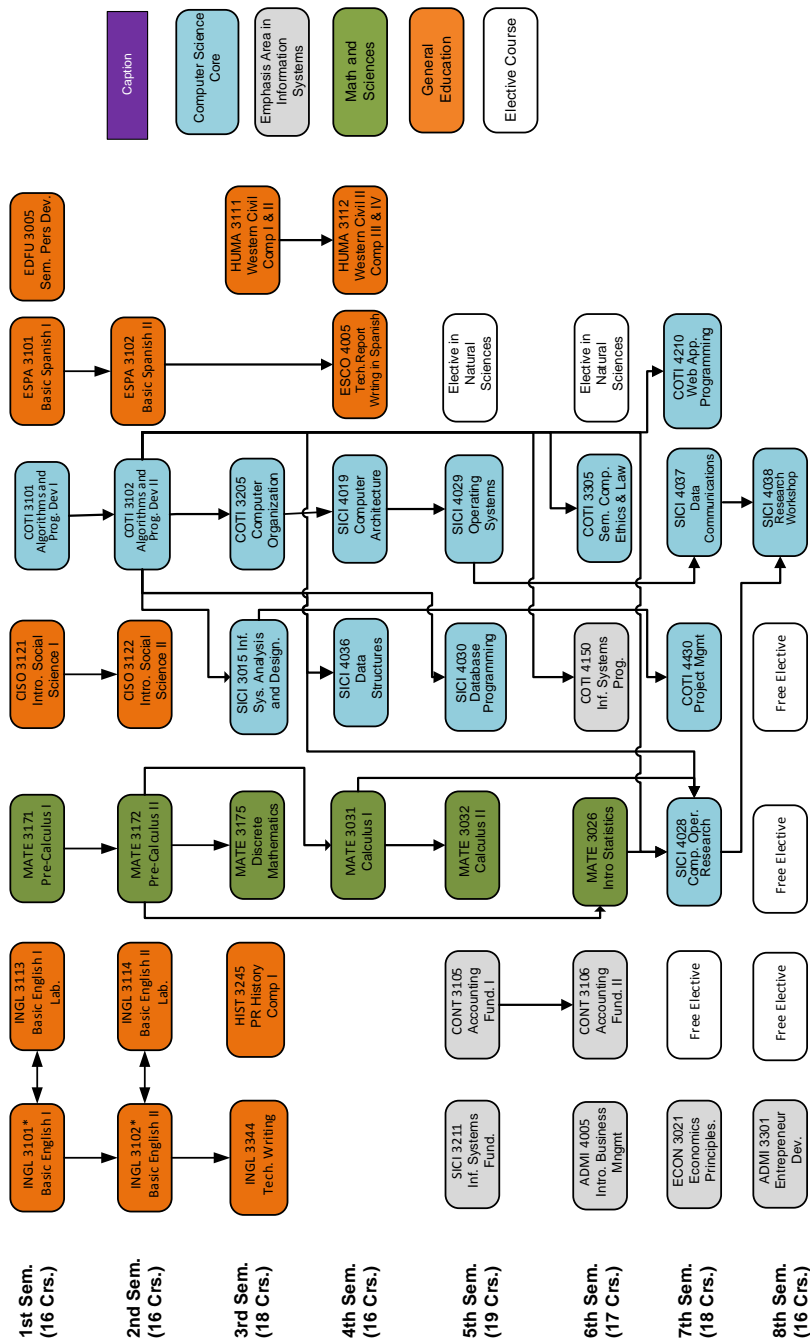 1st Sem.
(16 Crs.)
INGL 3101*
Basic English I
INGL 3113
Basic English I
Lab.
MATE 3171
Pre-Calculus I
CISO 3121
Intro. Social
Science I
COTI 3101
Algorithms and
Prog. Dev I
ESPA 3101
Basic Spanish I
EDFU 3005
Sem. Pers Dev.
2nd Sem.
(16 Crs.)
INGL 3102*
Basic English II
INGL 3114
Basic English II
Lab.
MATE 3172
Pre-Calculus II
CISO 3122
Intro. Social
Science II
COTI 3102
Algorithms and
Prog. Dev II
ESPA 3102
Basic Spanish II
3rd Sem.
(18 Crs.)
INGL 3344
Tech. Writing
HIST 3245
PR History
Comp I
MATE 3175
Discrete
Mathematics
SICI 3015 Inf.
Sys. Analysis
and Design.
COTI 3205
Computer
Organization
HUMA 3111
Western Civil
Comp I & II
4th Sem.
(16 Crs.)
MATE 3031
Calculus I
SICI 4036
Data
Structures
SICI 4019
Computer
Architecture
ESCO 4005
Tech.Report
Wrting in Spanish
HUMA 3112
Western Civil II
Comp III & IV
5th Sem.
(19 Crs.)
SICI 3211
Inf. Systems
Fund.
CONT 3105
Accounting
Fund. I
MATE 3032
Calculus II
SICI 4030
Database
Programming
SICI 4029
Operating
Systems
Elective in
Natural
Sciences
6th Sem.
(17 Crs.)
ADMI 4005
Intro. Business
Mngmt
CONT 3106
Accounting
Fund. II
MATE 3026
Intro Statistics
COTI 4150
Inf. Systems
Prog.
COTI 3305
Sem. Comp.
Ethics & Law
Elective in
Natural
Sciences
7th Sem.
(18 Crs.)
ECON 3021
Economics
Principles.
Free Elective
SICI 4028
Comp. Oper.
Research
COTI 4430
Project Mgmt
SICI 4037
Data
Communications
COTI 4210
Web App.
Programming
8th Sem.
(16 Crs.)
ADMI 3301
Entrepreneur
Dev.
Free Elective
Free Elective
Free Elective
SICI 4038
Research
Workshop
Caption
Computer Science
Core
Emphasis Area in
Information
Systems
Math and
Sciences
General
Education
Elective Course